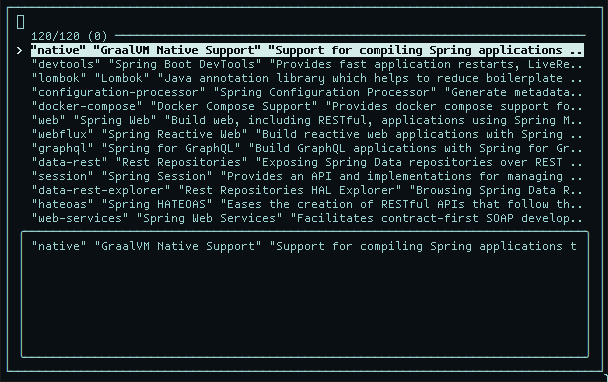 120/120 (0)
> "native" "GraalVM Native Support" "Support for compiling Spring applications ..
"devtools" "Spring Boot DevTools" "Provides fast application restarts, LiveRe..
"lombok" "Lombok" "Java annotation library which helps to reduce boilerplate ..
"configuration-processor" "Spring Configuration Processor" "Generate metadata..
"docker-compose" "Docker Compose Support" "Provides docker compose support fo..
"web" "Spring Web" "Build web, including RESTful, applications using Spring M..
"webflux" "Spring Reactive Web" "Build reactive web applications with Spring ..
"graphql" "Spring for GraphQL" "Build GraphQL applications with Spring for Gr..
"data-rest" "Rest Repositories" "Exposing Spring Data repositories over REST ..
"session" "Spring Session" "Provides an API and implementations for managing ..
"data-rest-explorer" "Rest Repositories HAL Explorer" "Browsing Spring Data R..
"hateoas" "Spring HATEOAS" "Eases the creation of RESTful APIs that follow th..
"web-services" "Spring Web Services" "Facilitates contract-first SOAP develop..
"native" "GraalVM Native Support" "Support for compiling Spring applications t